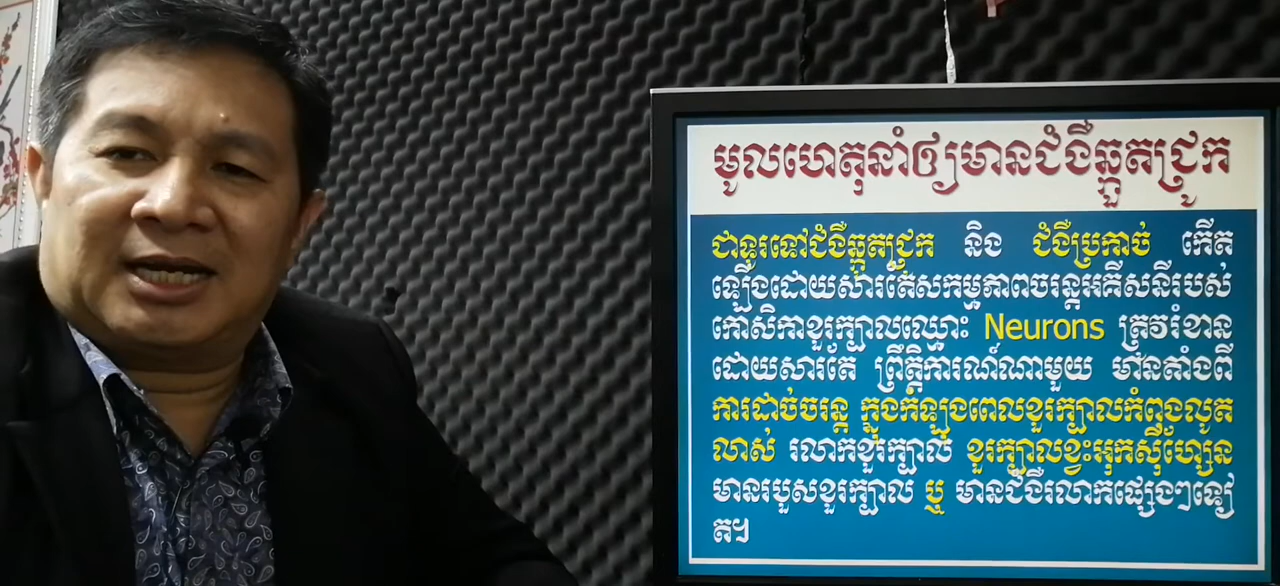 មូលហេតុនាំឲ្យមានជំងឺឆ្កួតជ្រូក
ជាទូរទៅជំងឺឆ្កួតជ្រូក និង ជំងឺប្រកាច់ កើត
ឡើងដោយសារតែសកម្មភាពចរន្តអគីសនីរបស់
កោសិកាខួរក្បាលឈ្មោះ Neurons ត្រូវរំខាន
ដោយសារតែ ព្រឹត្តិការណ៍ណាមួយ មានតាំងពី
ការដាច់ចរន្ត ក្នុងកំឡុងពេលខួរក្បាលកំពុងលូត
លាស់ រលាកខួរក្បាល ខួរក្បាលខ្វះអុកស៊ីហ្សែន
មានរបួសខួរក្បាល ឬ មានជំងឺរលាកផ្សេងៗទៀ
ត។